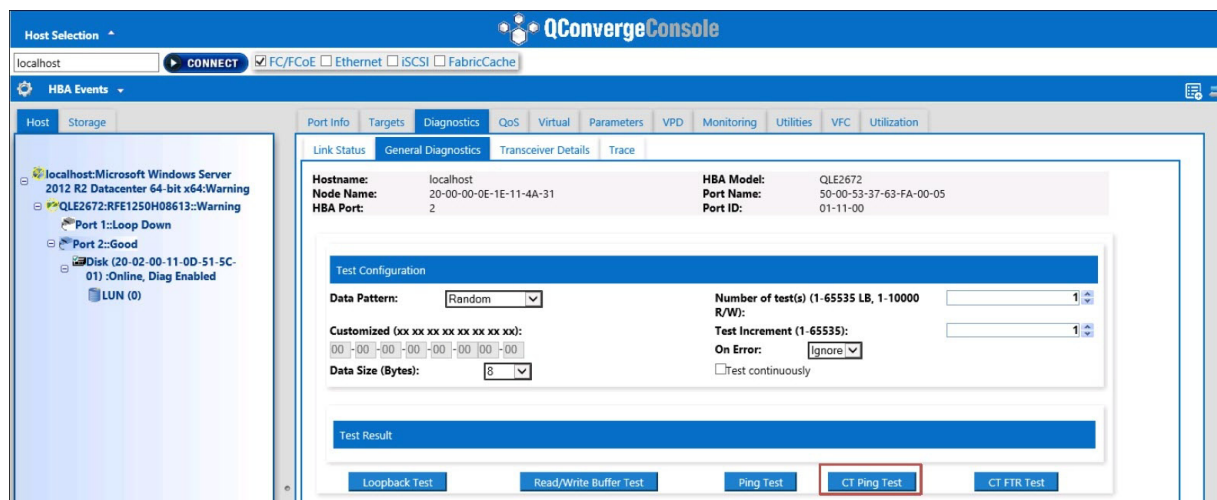 Host Selection
QConvergeConsole
localhost CONNECT FC/FCoE Ethernet iSCSI FabricCache
HBA Events
Host Storage
localhost:Microsoft Windows Server
2012 R2 Datacenter 64-bit x64:Warning
QLE2672:RFE1250H08613::Warning
Port 1::Loop Down
Port 2::Good
Disk (20-02-00-11-0D-51-5C-
01) :Online, Diag Enabled
LUN (0)
Port Info Targets Diagnostics QoS Virtual Parameters VPD Monitoring Utilities VFC Utilization
Link Status General Diagnostics Transceiver Details Trace
Hostname: localhost HBA Model: QLE2672
Node Name: 20-00-00-0E-1E-11-4A-31 Port Name: 50-00-53-37-63-FA-00-05
HBA Port: 2 Port ID: 01-11-00
Test Configuration
Data Pattern: Random Number of test(s) (1-65535 LB, 1-10000 1
R/W):
Customized (xx xx xx xx xx xx xx xx): Test Increment (1-65535): 1
00 -00 -00 -00 -00 00 -00 On Error: Ignore
Data Size (Bytes): 8 Test continuously
Test Result
Loopback Test Read/Write Buffer Test Ping Test CT Ping Test CT FTR Test